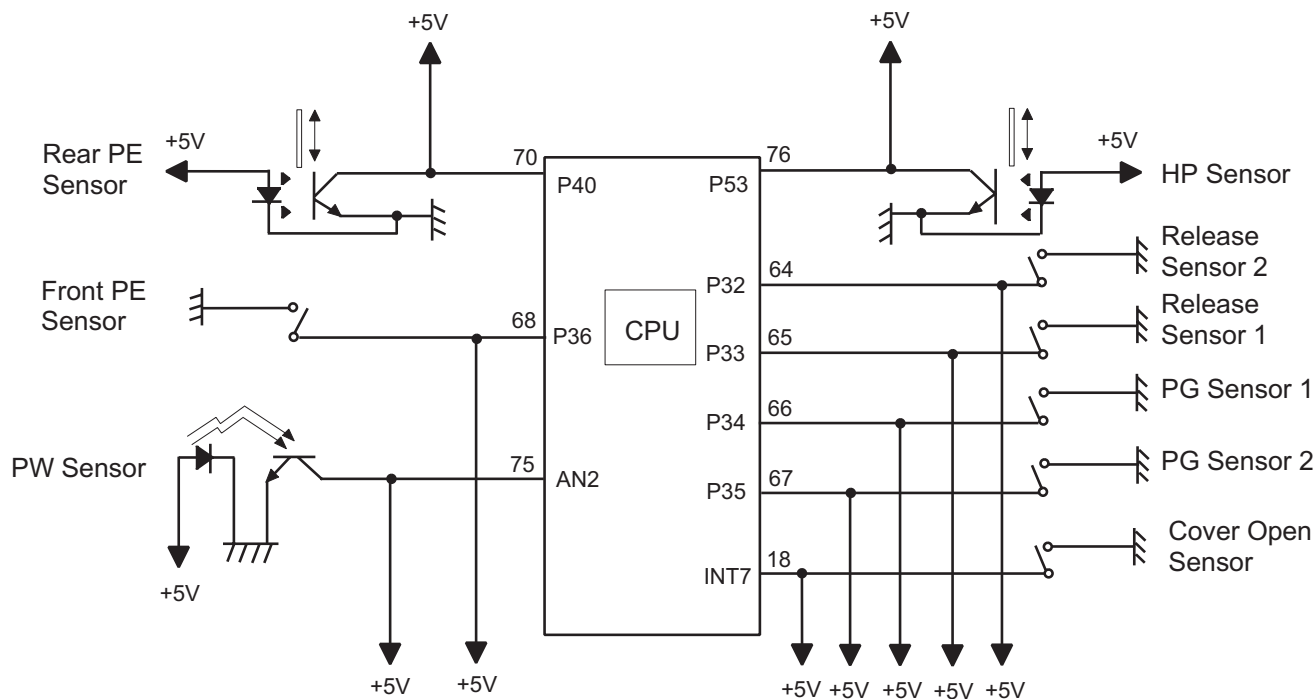 +5V
+5V
Rear PE
Sensor
+5V
70
P40
76
P53
+5V
HP Sensor
Front PE
Sensor
68
P36
CPU
64
P32
Release
Sensor 2
65
P33
Release
Sensor 1
66
P34
PG Sensor 1
PW Sensor
75
AN2
67
P35
PG Sensor 2
18
INT7
Cover Open
Sensor
+5V
+5V
+5V
+5V
+5V
+5V
+5V
+5V